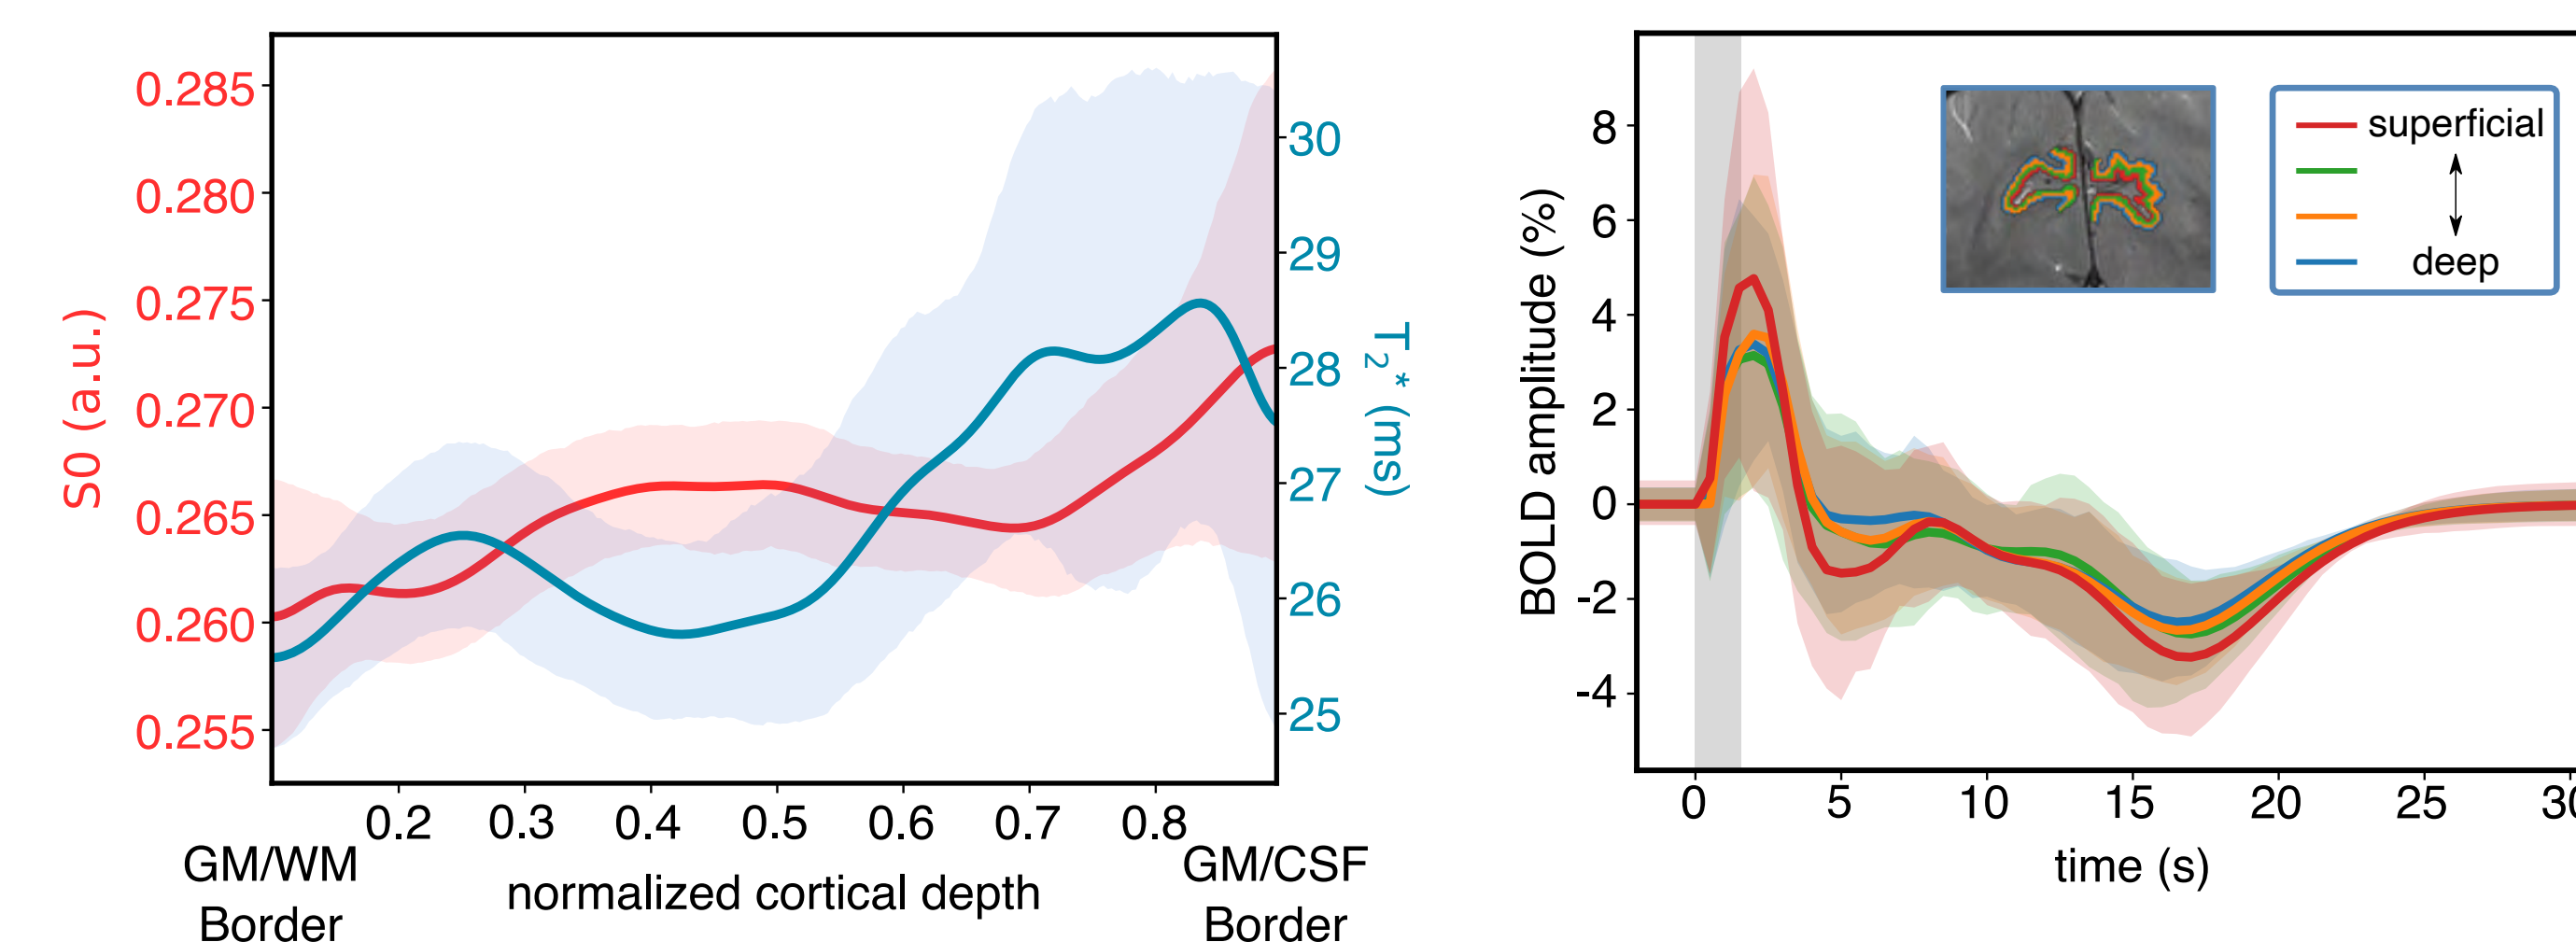 S0 (a.u.)
0.285
0.280
0.275
0.270
0.265
0.260
0.255
30
29
28
27
26
25
T2* (ms)
0.2 0.3 0.4 0.5 0.6 0.7 0.8
GM/WM
Border
normalized cortical depth
GM/CSF
Border
BOLD amplitude (%)
8
6
4
2
0
-2
-4
superficial
deep
0 5 10 15 20 25
time (s)